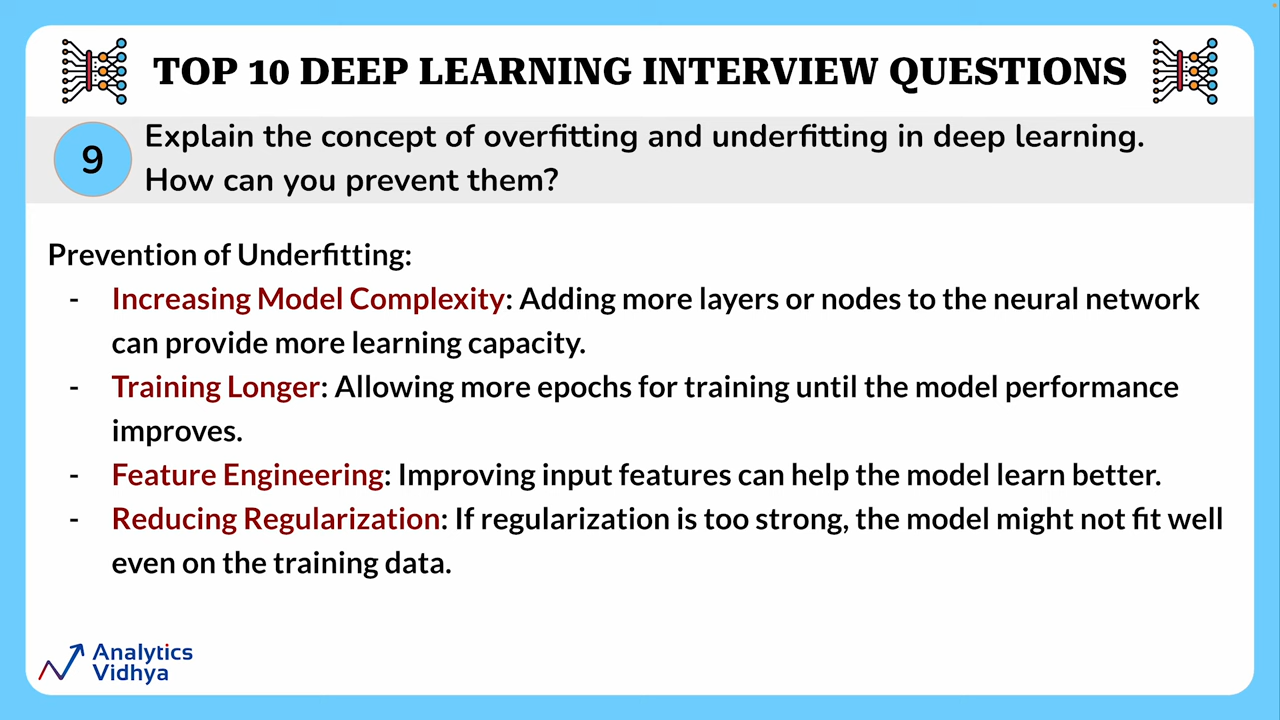 TOP 10 DEEP LEARNING INTERVIEW QUESTIONS
9
Explain the concept of overfitting and underfitting in deep learning.
How can you prevent them?
Prevention of Underfitting:
- Increasing Model Complexity: Adding more layers or nodes to the neural network
can provide more learning capacity.
- Training Longer: Allowing more epochs for training until the model performance
improves.
- Feature Engineering: Improving input features can help the model learn better.
- Reducing Regularization: If regularization is too strong, the model might not fit well
even on the training data.
Analytics
Vidhya